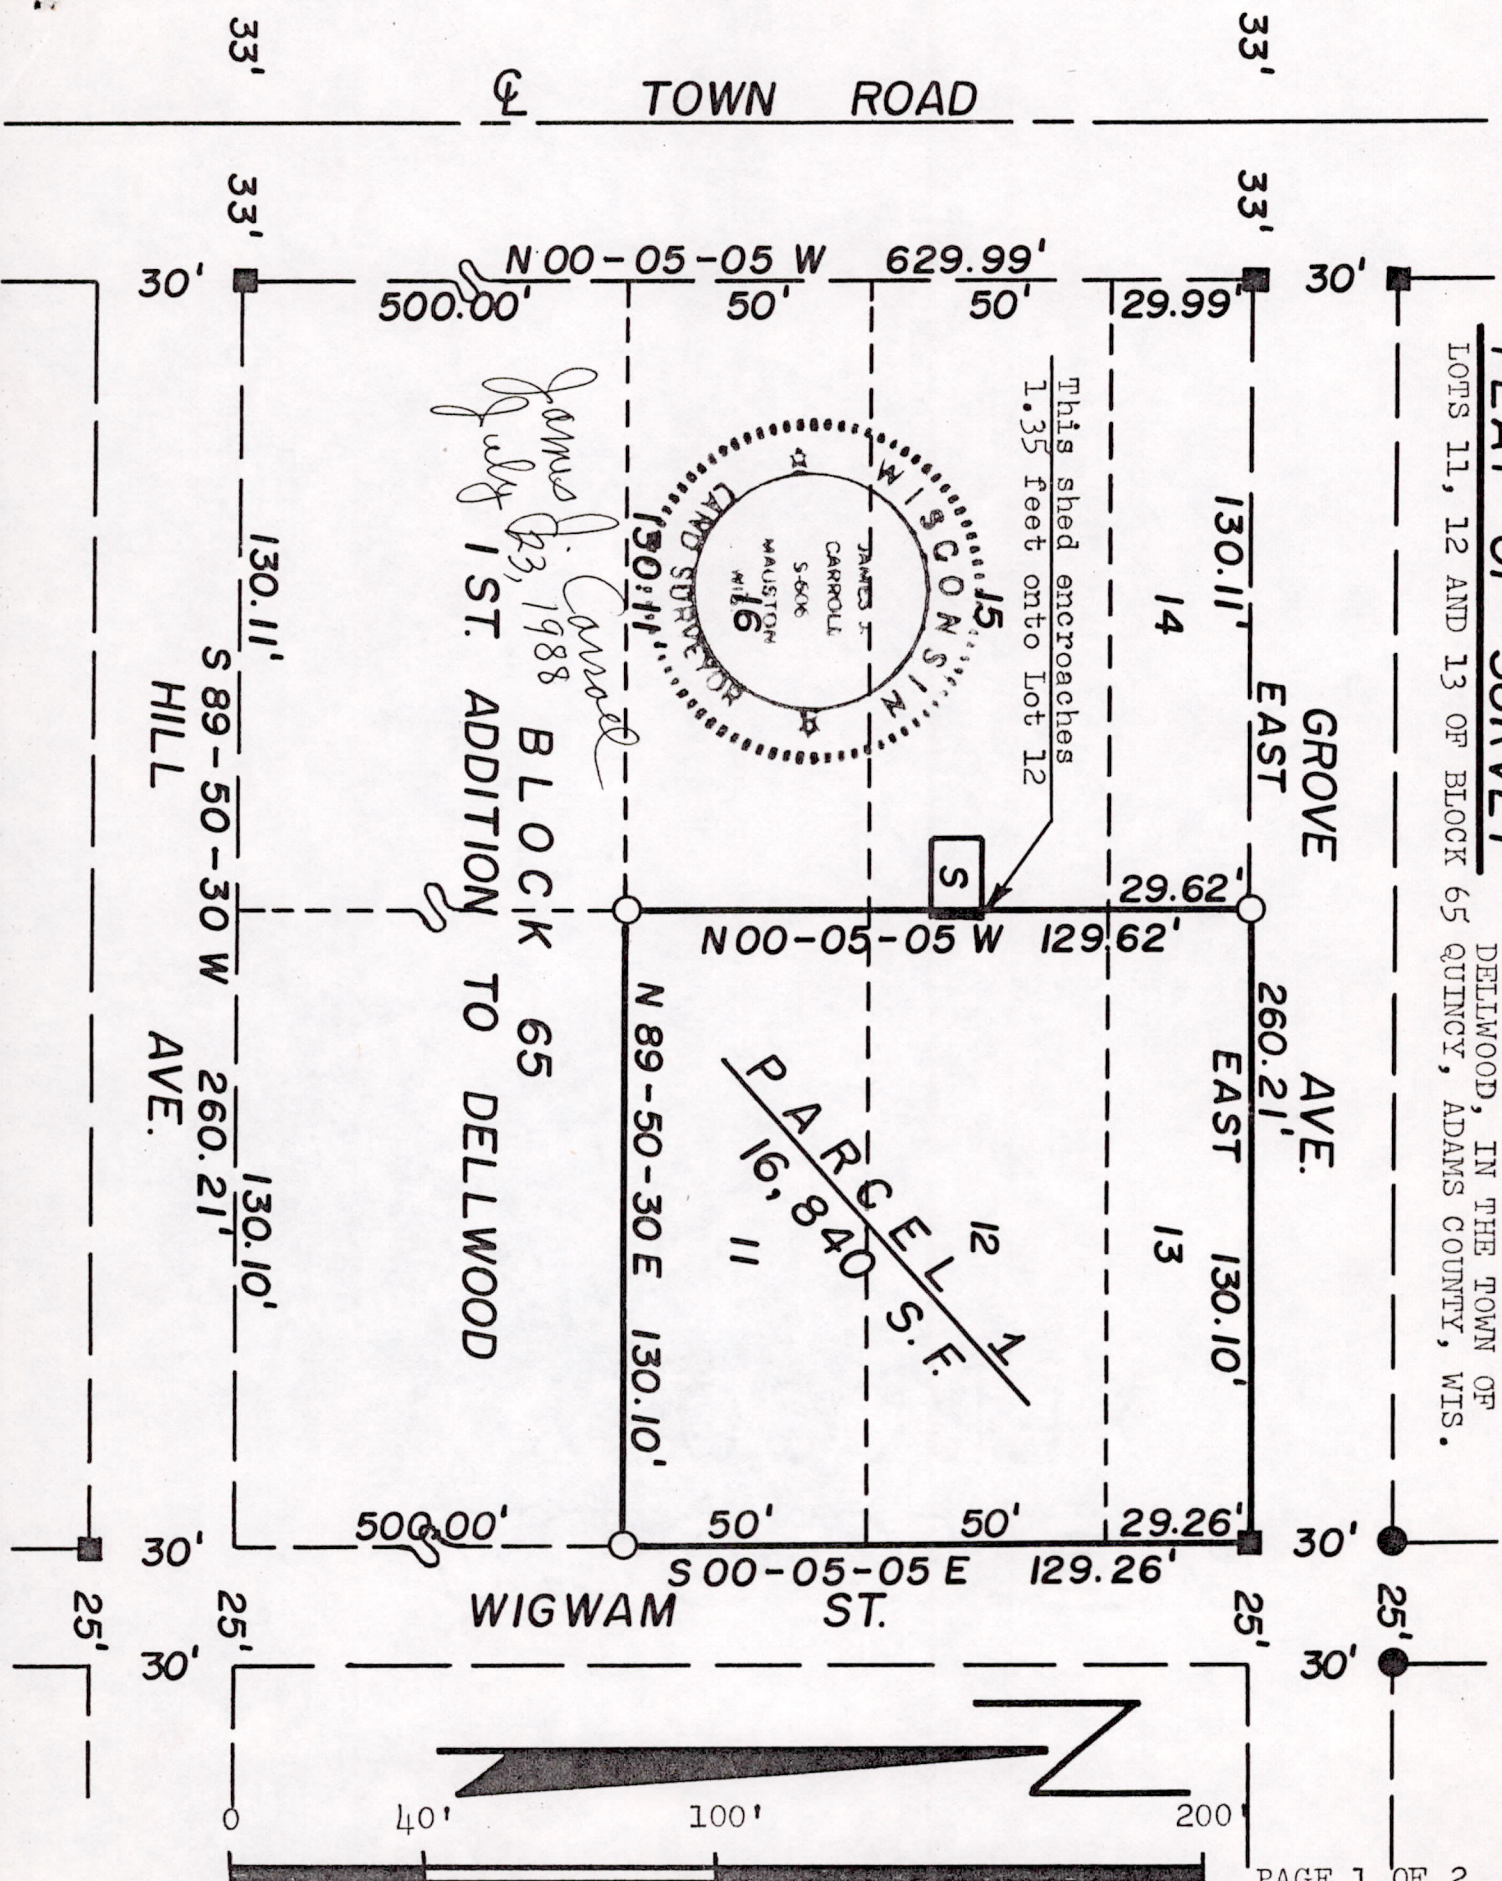 PLAT OF SURVEY
LOTS 11, 12 AND 13 OF BLOCK 65
DELLWOOD, IN THE TOWN OF
QUINCY, ADAMS COUNTY, WIS.
33'
33'
℄ TOWN ROAD
33'
33'
30'
N 00-05-05 W 629.99'
30'
500.00'
50'
50'
29.99'
This shed encroaches
1.35 feet onto Lot 12
GROVE AVE.
EAST 260.21'
130.11'
EAST 130.10'
14
15
16
130.11'
WISCONSIN
JAMES J.
CARROLL
S-606
MAUSTON
WIS.
LAND SURVEYOR
James J. Carroll
July 23, 1988
BLOCK 65
1ST. ADDITION TO DELLWOOD
130.11'
130.10'
S 89-50-30 W 260.21'
HILL AVE.
S
29.62'
N 00-05-05 W 129.62'
N 89-50-30 E 130.10'
PARCEL 1
16,840 S.F.
11
12
13
500.00'
50'
50'
29.26'
30'
S 00-05-05 E 129.26'
30'
WIGWAM ST.
25'
25'
25'
25'
30'
30'
N
0 40' 100' 200'
PAGE 1 OF 2